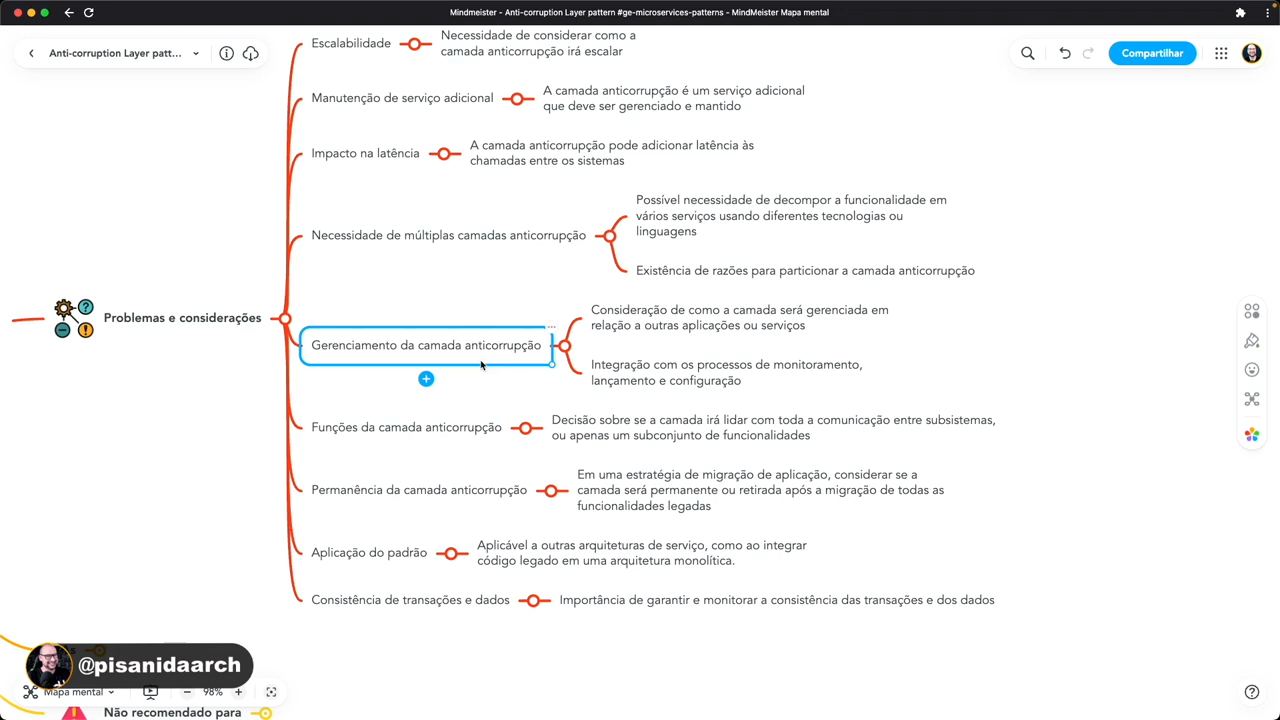 Mindmeister - Anti-corruption Layer pattern #ge-microservices-patterns - MindMeister Mapa mental
Anti-corruption Layer patt...
Compartilhar
Escalabilidade
Necessidade de considerar como a
camada anticorrupção irá escalar
Manutenção de serviço adicional
A camada anticorrupção é um serviço adicional
que deve ser gerenciado e mantido
Impacto na latência
A camada anticorrupção pode adicionar latência às
chamadas entre os sistemas
Necessidade de múltiplas camadas anticorrupção
Possível necessidade de decompor a funcionalidade em
vários serviços usando diferentes tecnologias ou
linguagens
Existência de razões para particionar a camada anticorrupção
Problemas e considerações
Gerenciamento da camada anticorrupção
Consideração de como a camada será gerenciada em
relação a outras aplicações ou serviços
Integração com os processos de monitoramento,
lançamento e configuração
Funções da camada anticorrupção
Decisão sobre se a camada irá lidar com toda a comunicação entre subsistemas,
ou apenas um subconjunto de funcionalidades
Permanência da camada anticorrupção
Em uma estratégia de migração de aplicação, considerar se a
camada será permanente ou retirada após a migração de todas as
funcionalidades legadas
Aplicação do padrão
Aplicável a outras arquiteturas de serviço, como ao integrar
código legado em uma arquitetura monolítica.
Consistência de transações e dados
Importância de garantir e monitorar a consistência das transações e dos dados
@pisanidaarch
Mapa mental
98%
Não recomendado para